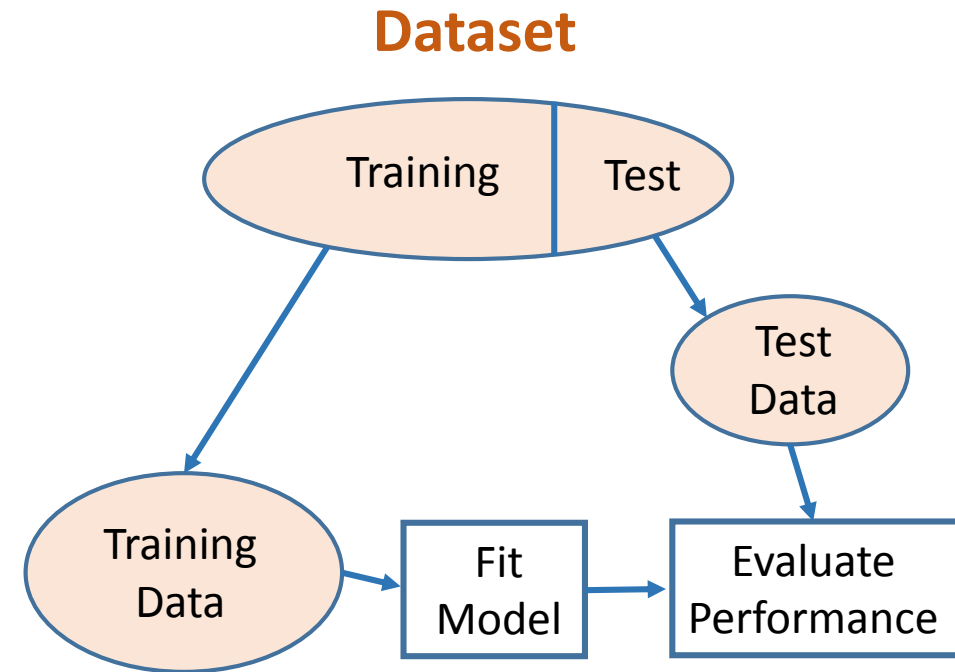 Dataset
Training
Test
Test
Data
Training
Data
Fit
Model
Evaluate
Performance